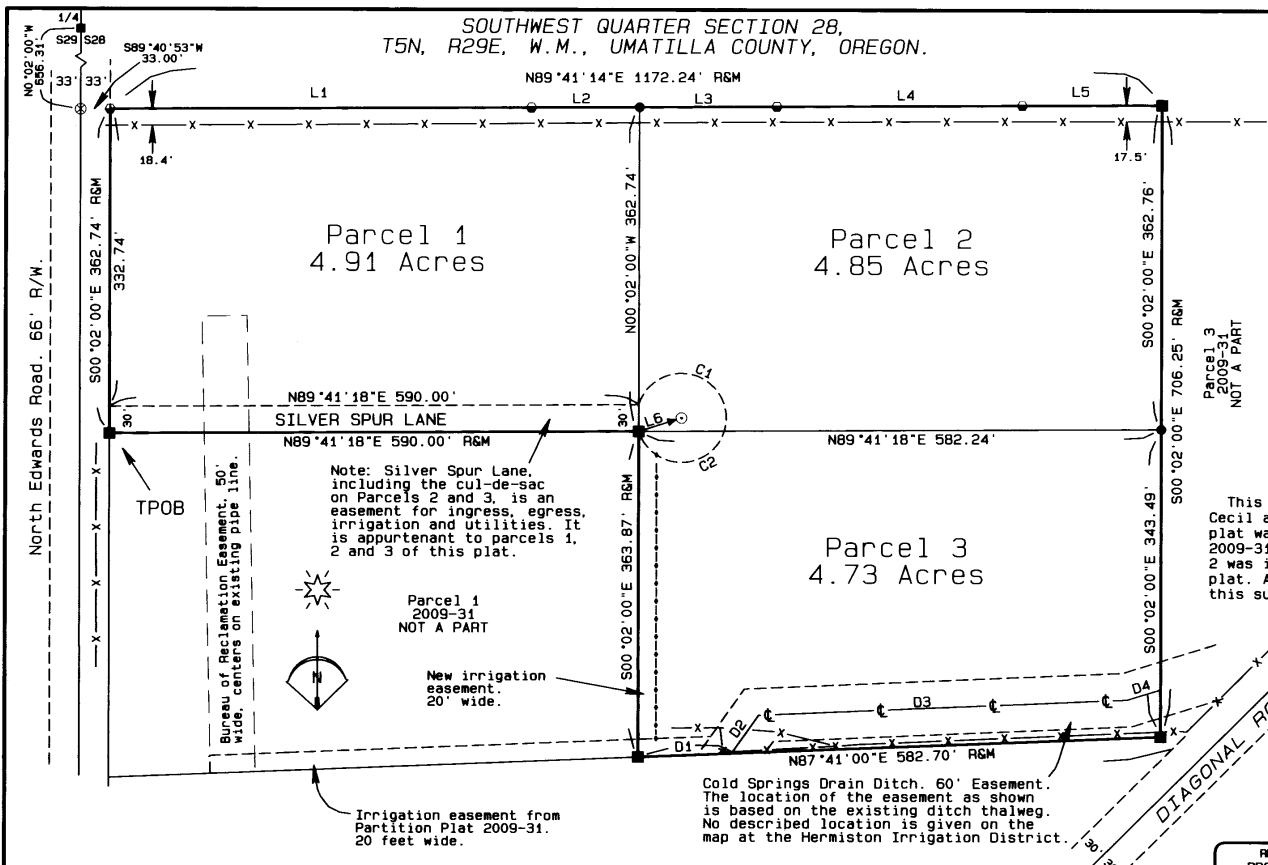 SOUTHWEST QUARTER SECTION 28,
T5N, R29E, W.M., UMATILLA COUNTY, OREGON.
1/4
S29 S28
N0°02'00"W
656.31'
S89°40'53"W
33.00'
33' 33'
N89°41'14"E 1172.24' R&M
L1
L2
L3
L4
L5
18.4'
17.5'
S00°02'00"E 362.74' R&M
332.74'
Parcel 1
4.91 Acres
N00°02'00"W 362.74'
Parcel 2
4.85 Acres
S00°02'00"E 362.76'
S00°02'00"E 706.25' R&M
Parcel 3
2009-31
NOT A PART
North Edwards Road. 66' R/W.
N89°41'18"E 590.00'
30'
SILVER SPUR LANE
30'
N89°41'18"E 590.00' R&M
C1
L6
C2
N89°41'18"E 582.24'
TPOB
Bureau of Reclamation Easement, 50'
wide, centers on existing pipe line.
Note: Silver Spur Lane,
including the cul-de-sac
on Parcels 2 and 3, is an
easement for ingress, egress,
irrigation and utilities. It
is appurtenant to parcels 1,
2 and 3 of this plat.
S00°02'00"E 363.87' R&M
Parcel 3
4.73 Acres
S00°02'00"E 343.49'
This
Cecil a
plat wa
2009-31
2 was i
plat. A
this su
Parcel 1
2009-31
NOT A PART
N
New irrigation
easement.
20' wide.
D1
D2
D3
D4
N87°41'00"E 582.70' R&M
Cold Springs Drain Ditch. 60' Easement.
The location of the easement as shown
is based on the existing ditch thalweg.
No described location is given on the
map at the Hermiston Irrigation District.
Irrigation easement from
Partition Plat 2009-31.
20 feet wide.
DIAGONAL RO
30'